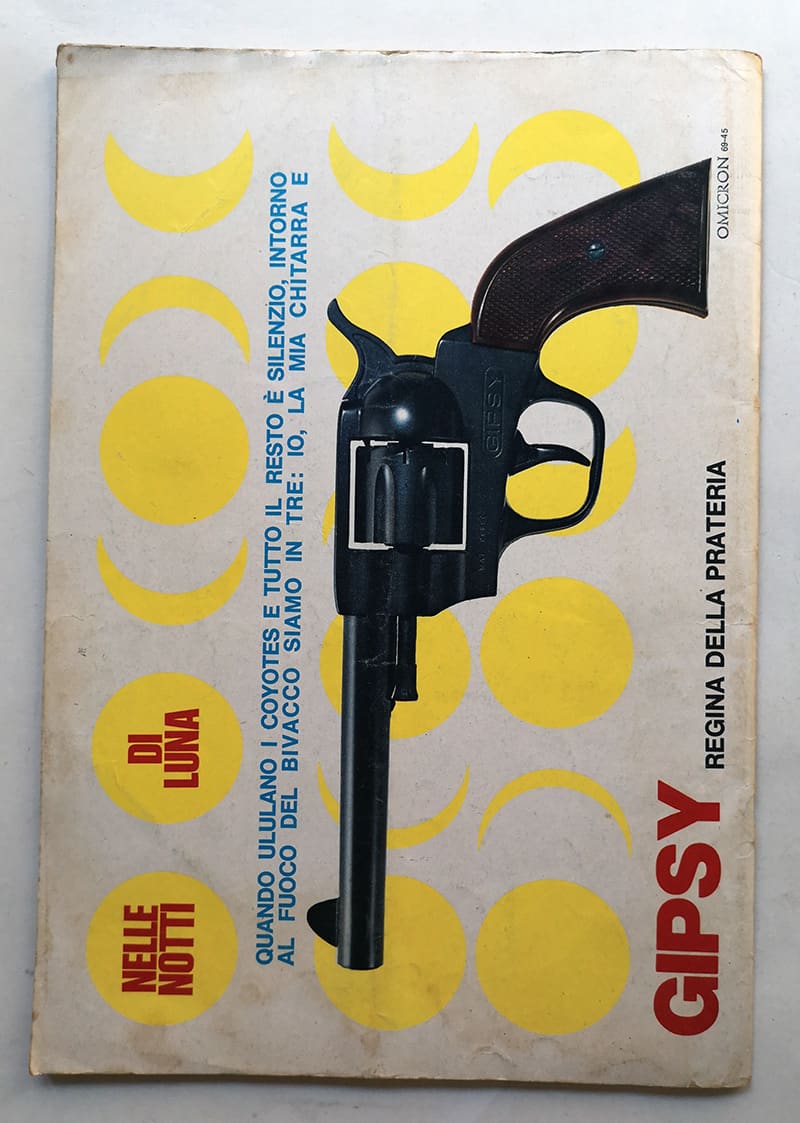 NELLE
NOTTI
DI
LUNA
QUANDO ULULANO I COYOTES E TUTTO IL RESTO È SILENZIO, INTORNO
AL FUOCO DEL BIVACCO SIAMO IN TRE: IO, LA MIA CHITARRA E
GIPSY
GIPSY REGINA DELLA PRATERIA
OMICRON 69-45